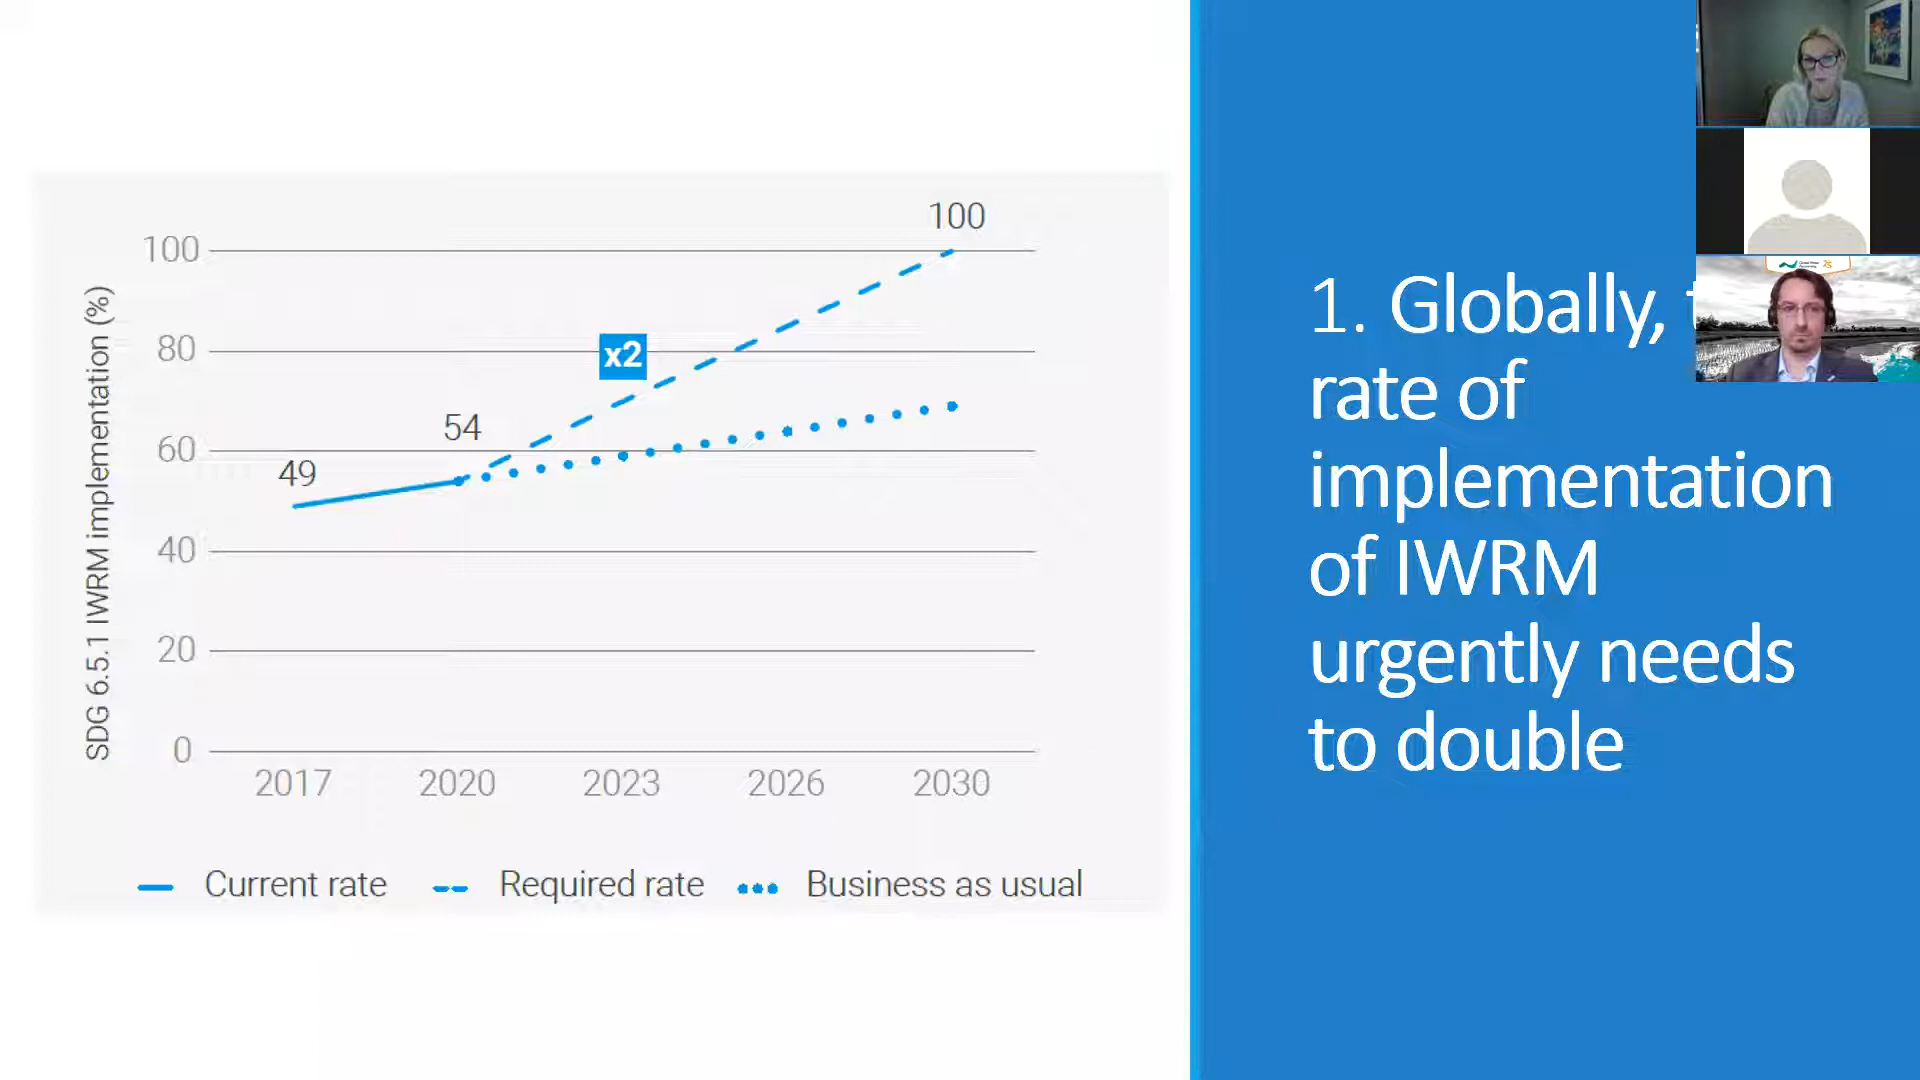 100
100
80
x2
54
60
49
40
20
0
SDG 6.5.1 IWRM implementation (%)
2017 2020 2023 2026 2030
Current rate Required rate Business as usual
1. Globally,
rate of
implementation
of IWRM
urgently needs
to double